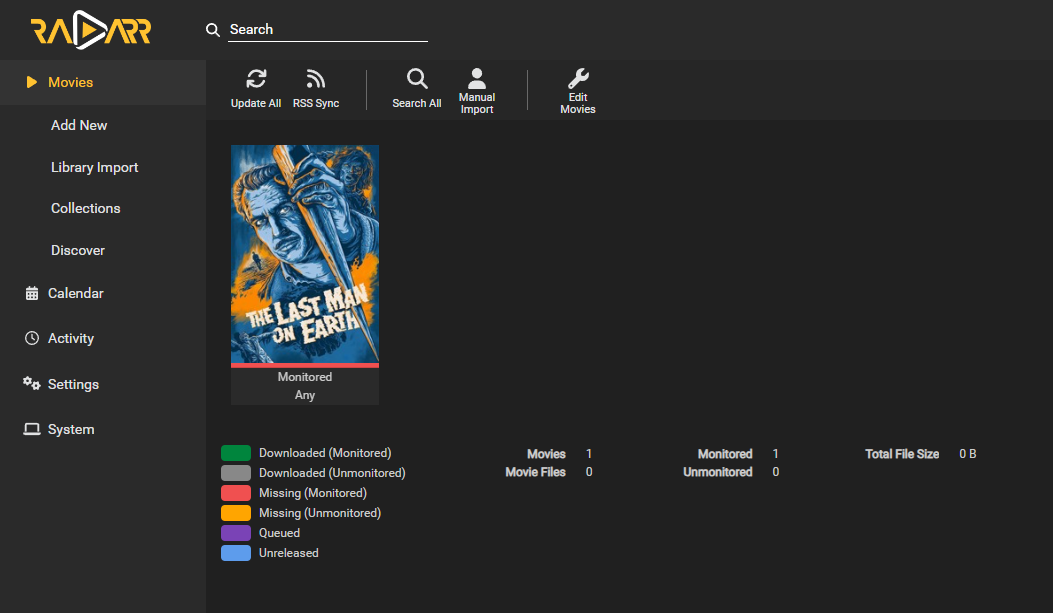 RADARR
Search
Movies
Add New
Library Import
Collections
Discover
Calendar
Activity
Settings
System
Update All
RSS Sync
Search All
Manual
Import
Edit
Movies
THE LAST MAN
ON EARTH
Monitored
Any
Downloaded (Monitored)
Downloaded (Unmonitored)
Missing (Monitored)
Missing (Unmonitored)
Queued
Unreleased
Movies 1
Movie Files 0
Monitored 1
Unmonitored 0
Total File Size 0 B